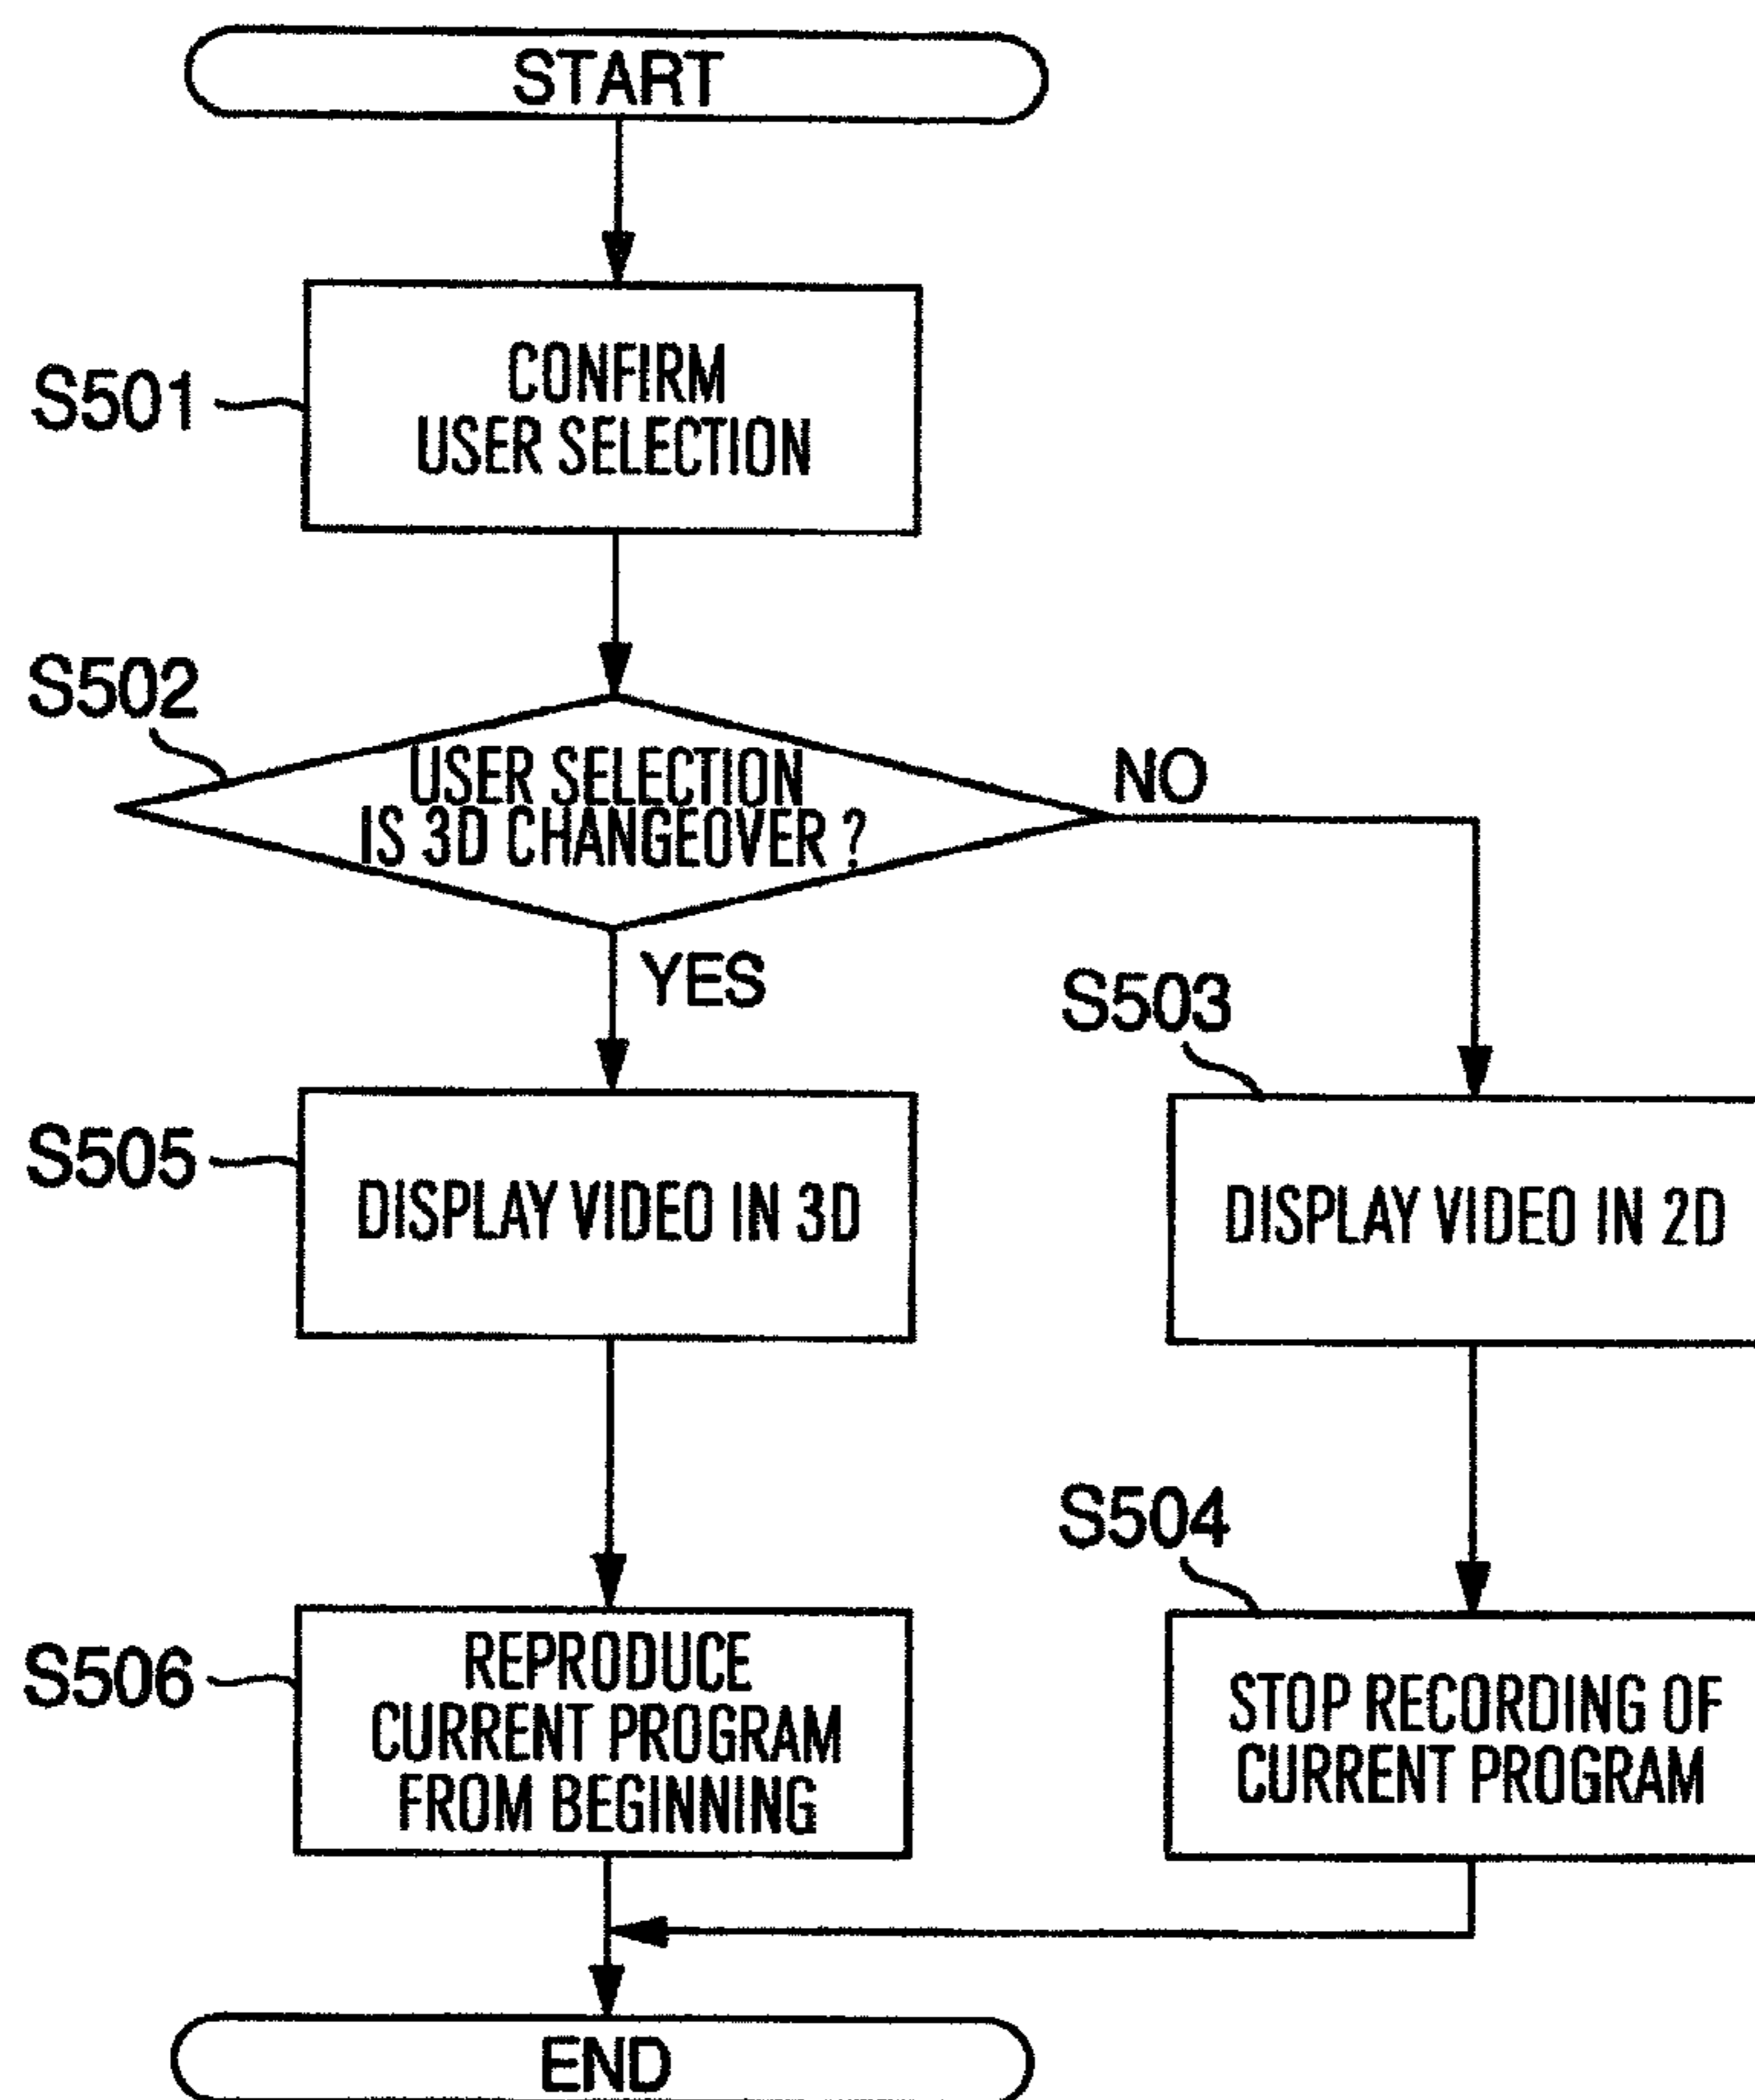 START
S501
CONFIRM
USER SELECTION
S502
USER SELECTION
IS 3D CHANGEOVER ?
NO
YES
S503
S505
DISPLAY VIDEO IN 3D
DISPLAY VIDEO IN 2D
S504
S506
REPRODUCE
CURRENT PROGRAM
FROM BEGINNING
STOP RECORDING OF
CURRENT PROGRAM
END